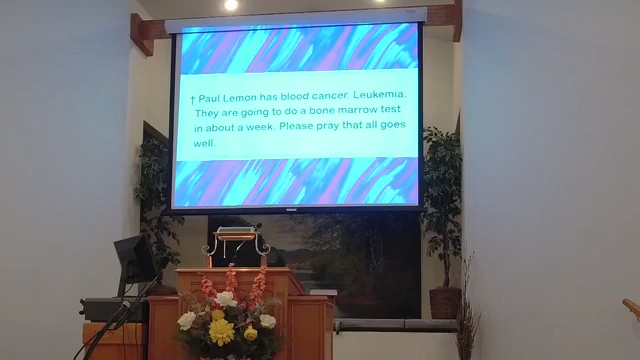 † Paul Lemon has blood cancer. Leukemia.
They are going to do a bone marrow test
in about a week. Please pray that all goes
well.